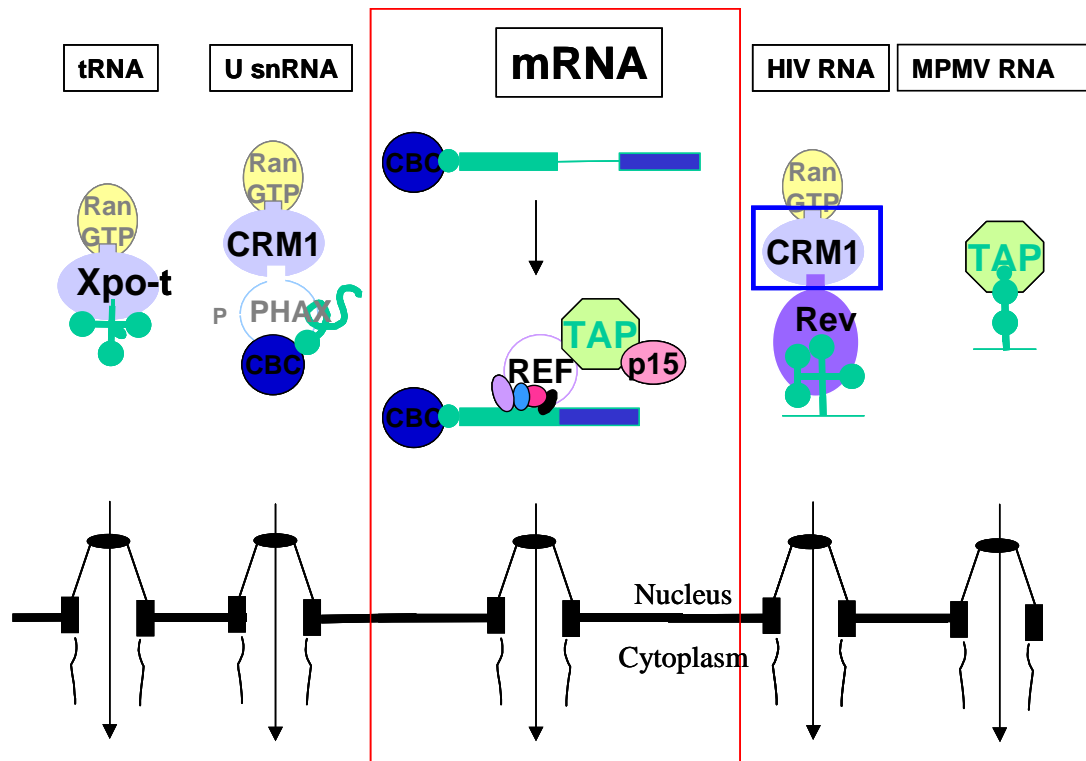 tRNA
U snRNA
mRNA
HIV RNA
MPMV RNA
Ran
GTP
Xpo-t
Ran
GTP
CRM1
P
PHAX
CBC
CBC
TAP
p15
REF
CBC
Ran
GTP
CRM1
Rev
TAP
Nucleus
Cytoplasm